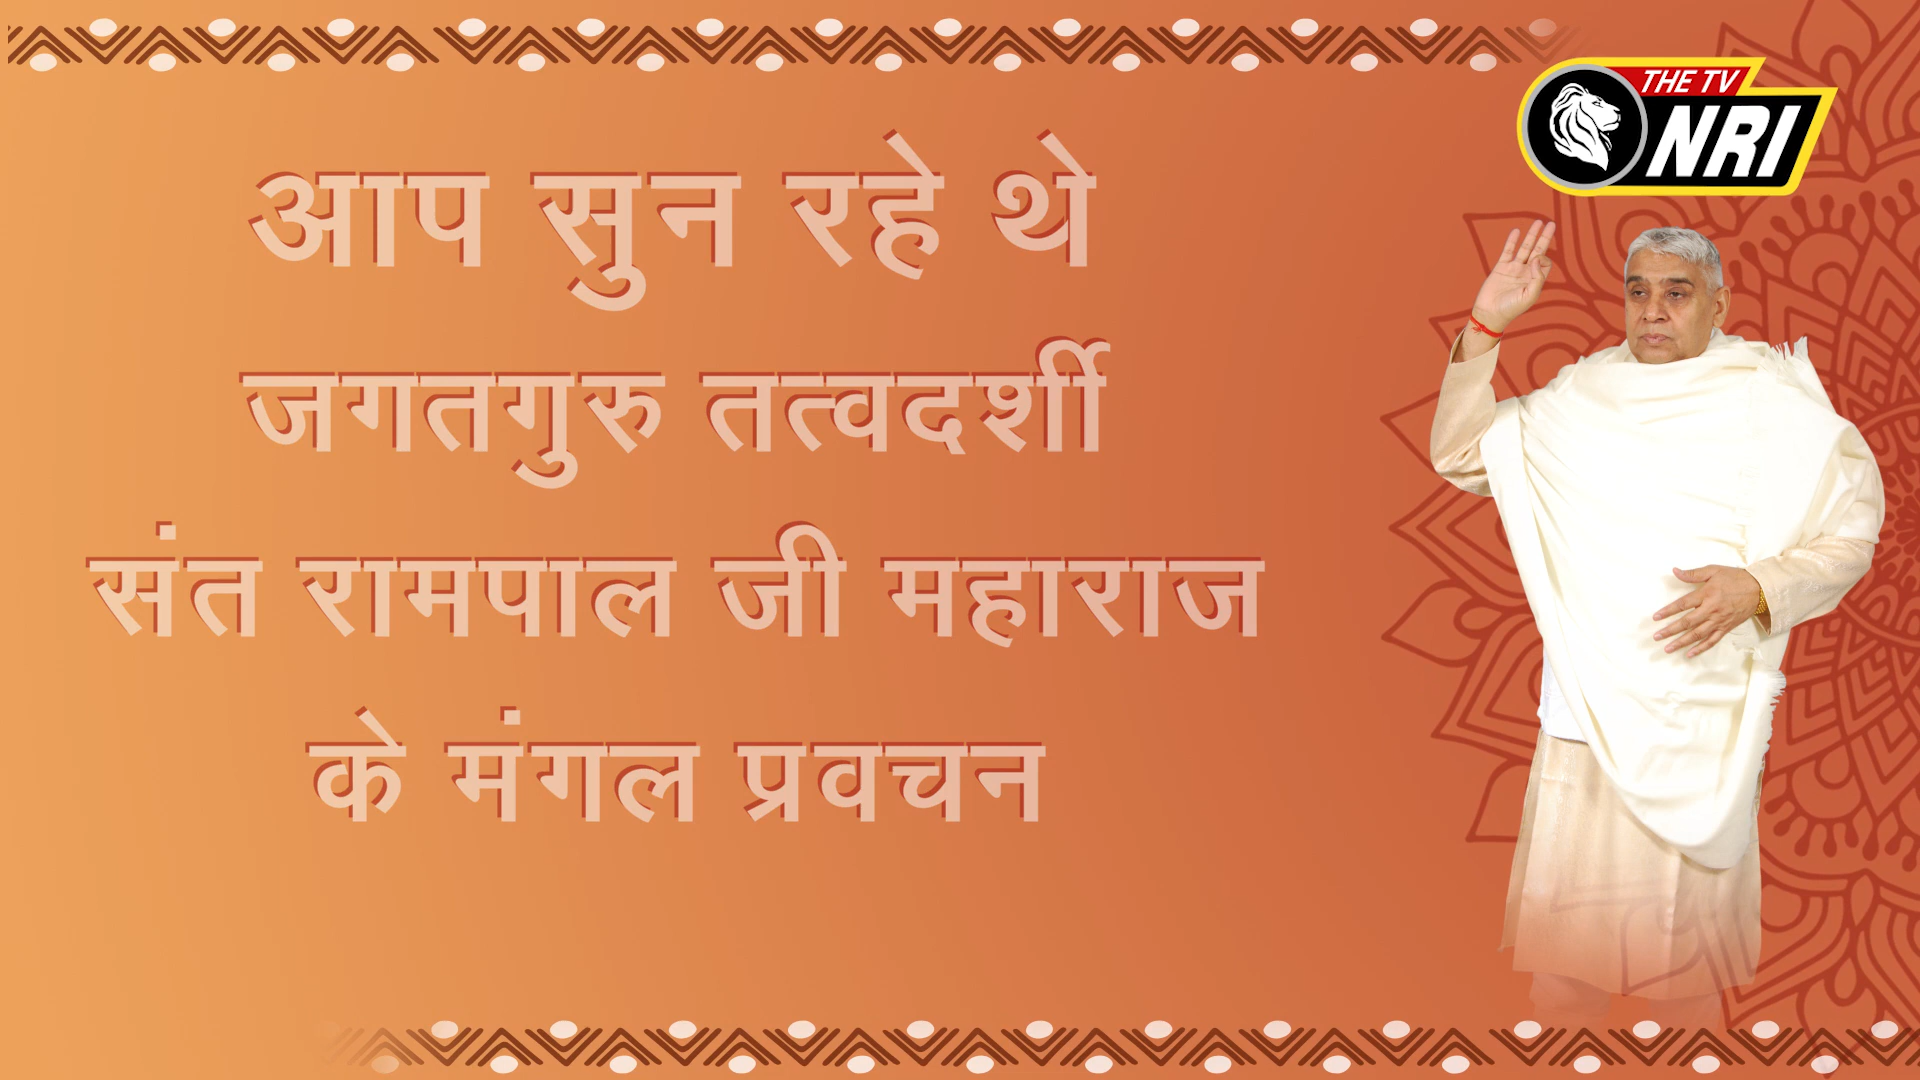 THE TV
NRI
आप सुन रहे थे
जगतगुरु तत्वदर्शी
संत रामपाल जी महाराज
के मंगल प्रवचन